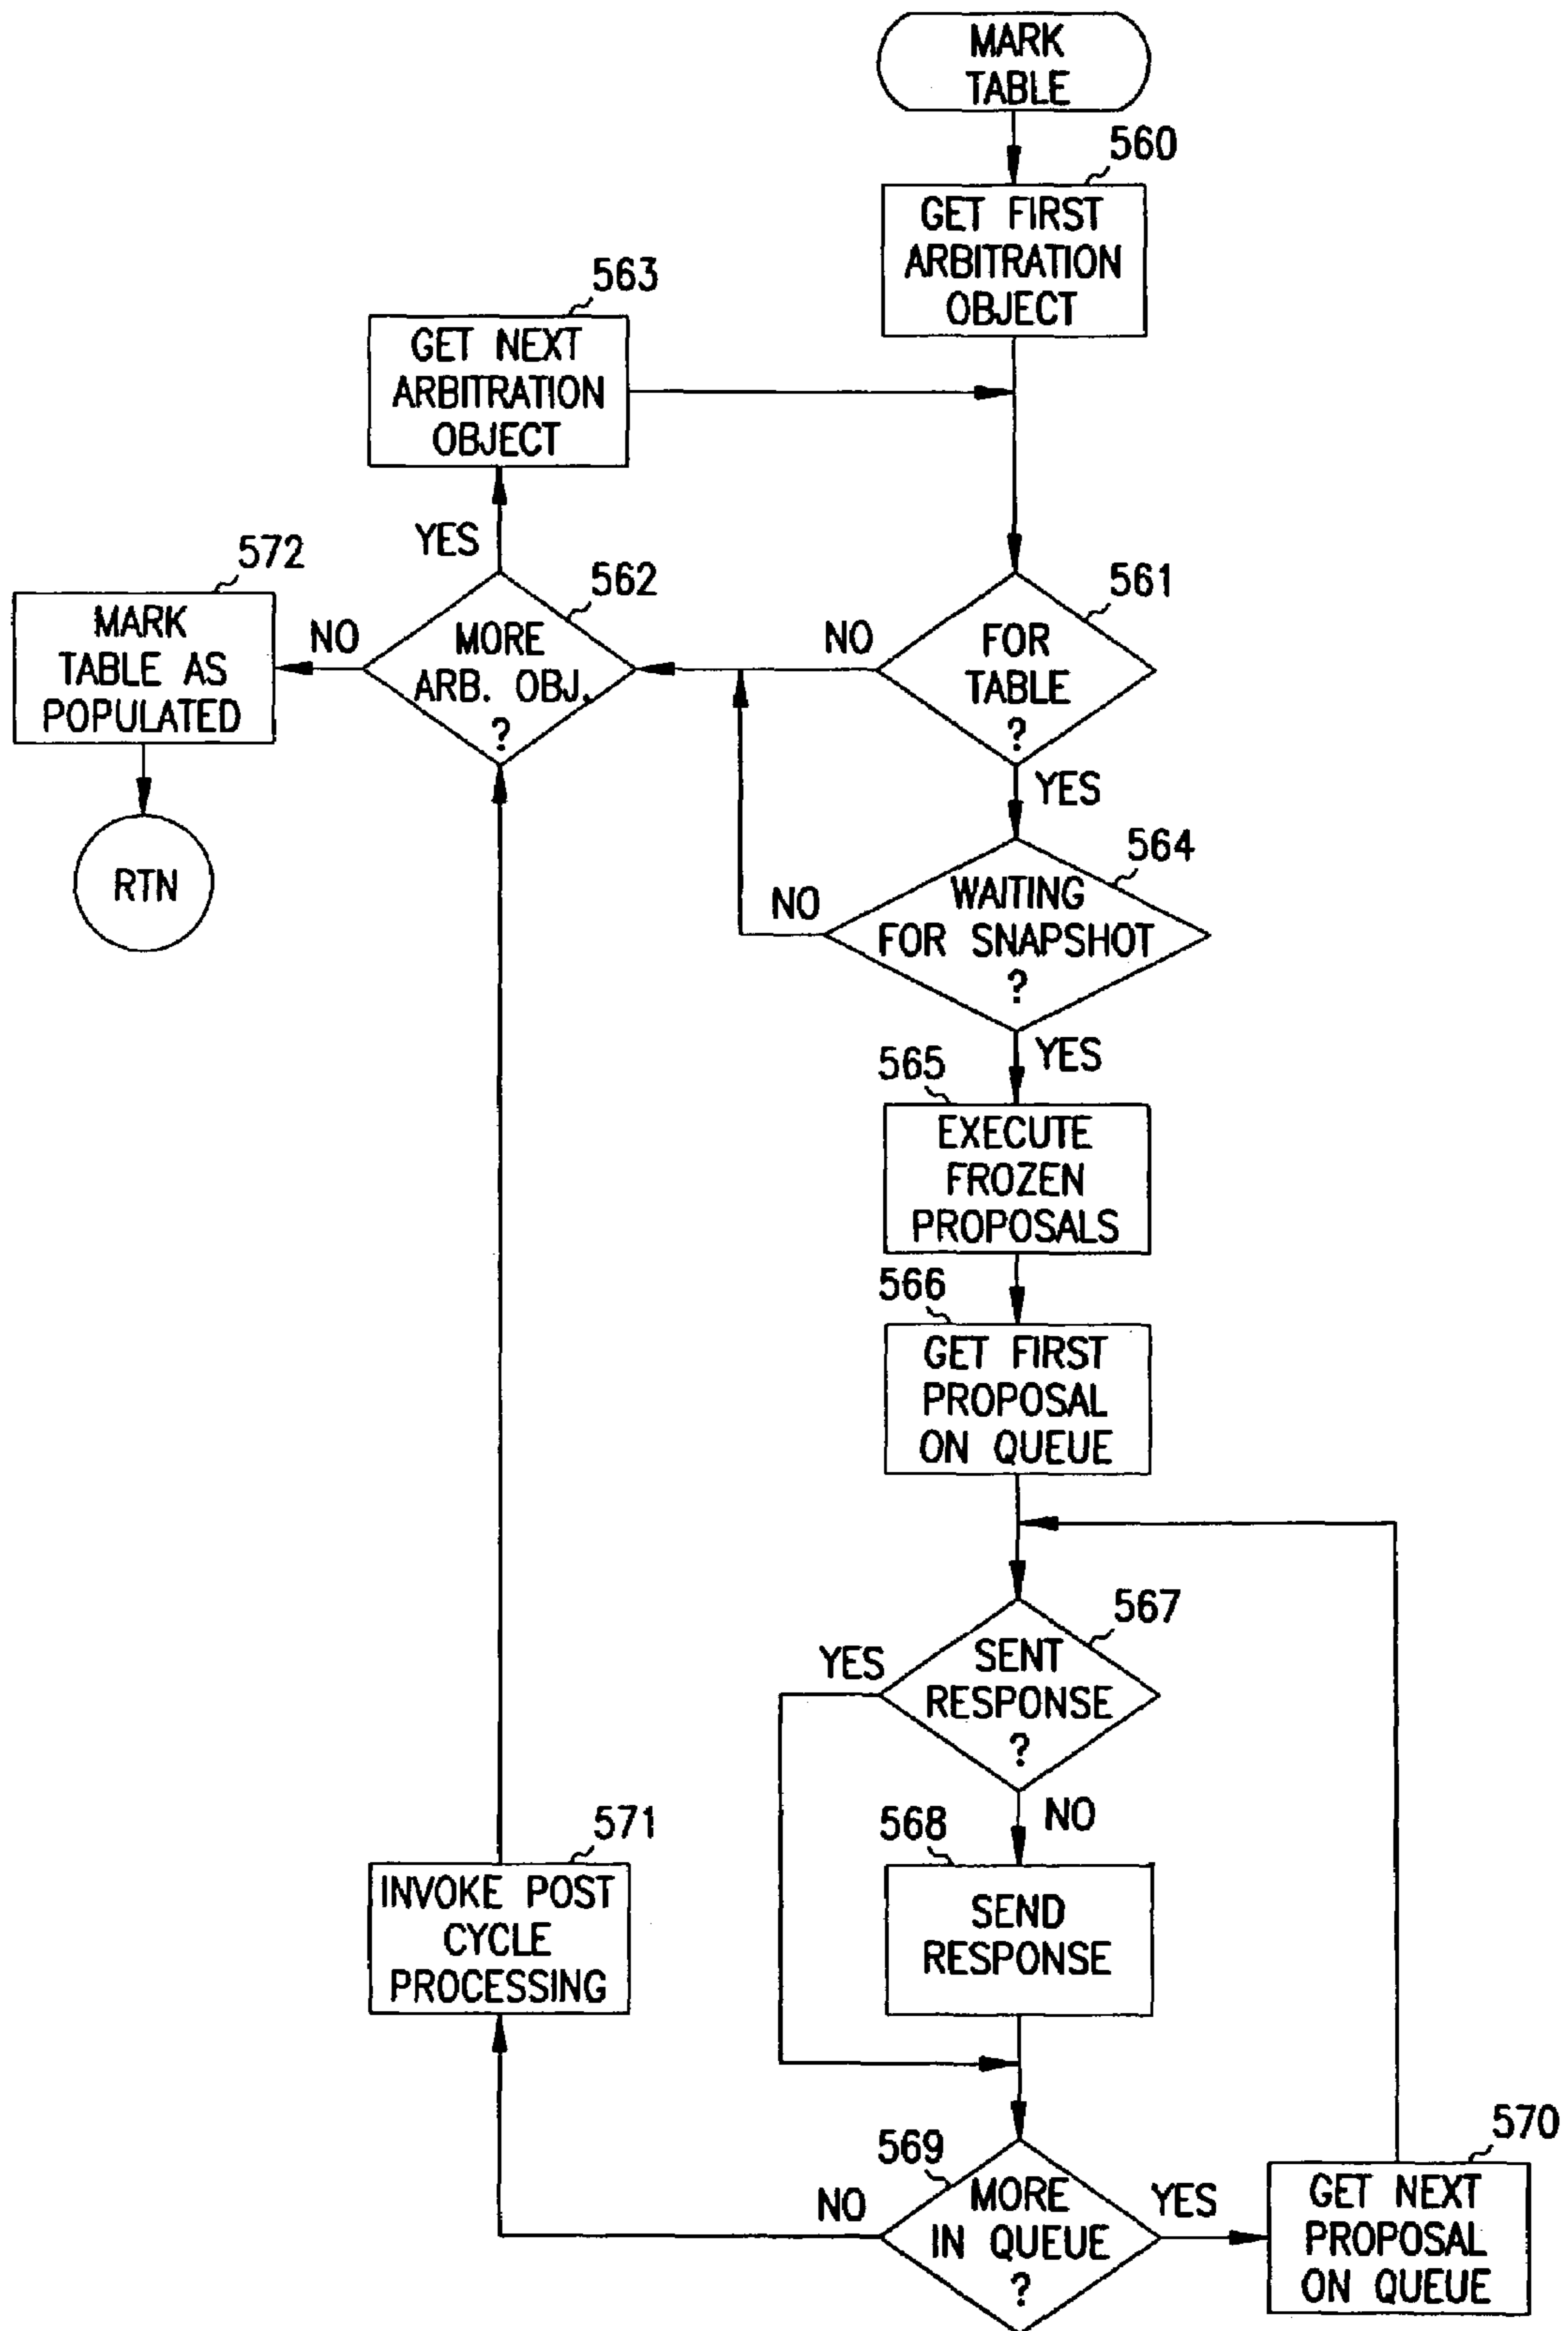 MARK
TABLE
560
GET FIRST
ARBITRATION
OBJECT
563
GET NEXT
ARBITRATION
OBJECT
YES
572
MARK
TABLE AS
POPULATED
NO
562
MORE
ARB. OBJ.
?
NO
561
FOR
TABLE
?
YES
RTN
564
WAITING
FOR SNAPSHOT
?
NO
YES
565
EXECUTE
FROZEN
PROPOSALS
566
GET FIRST
PROPOSAL
ON QUEUE
567
SENT
RESPONSE
?
YES
NO
568
SEND
RESPONSE
571
INVOKE POST
CYCLE
PROCESSING
569
MORE
IN QUEUE
?
NO
YES
570
GET NEXT
PROPOSAL
ON QUEUE